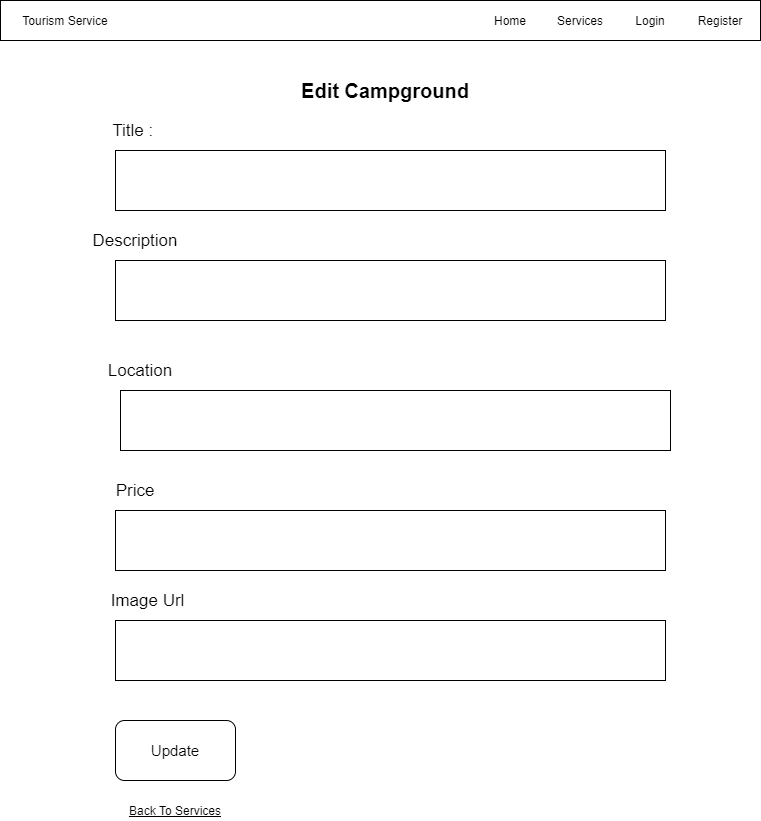 Tourism Service Home Services Login Register
Edit Campground
Title :
Description
Location
Price
Image Url
Update
Back To Services